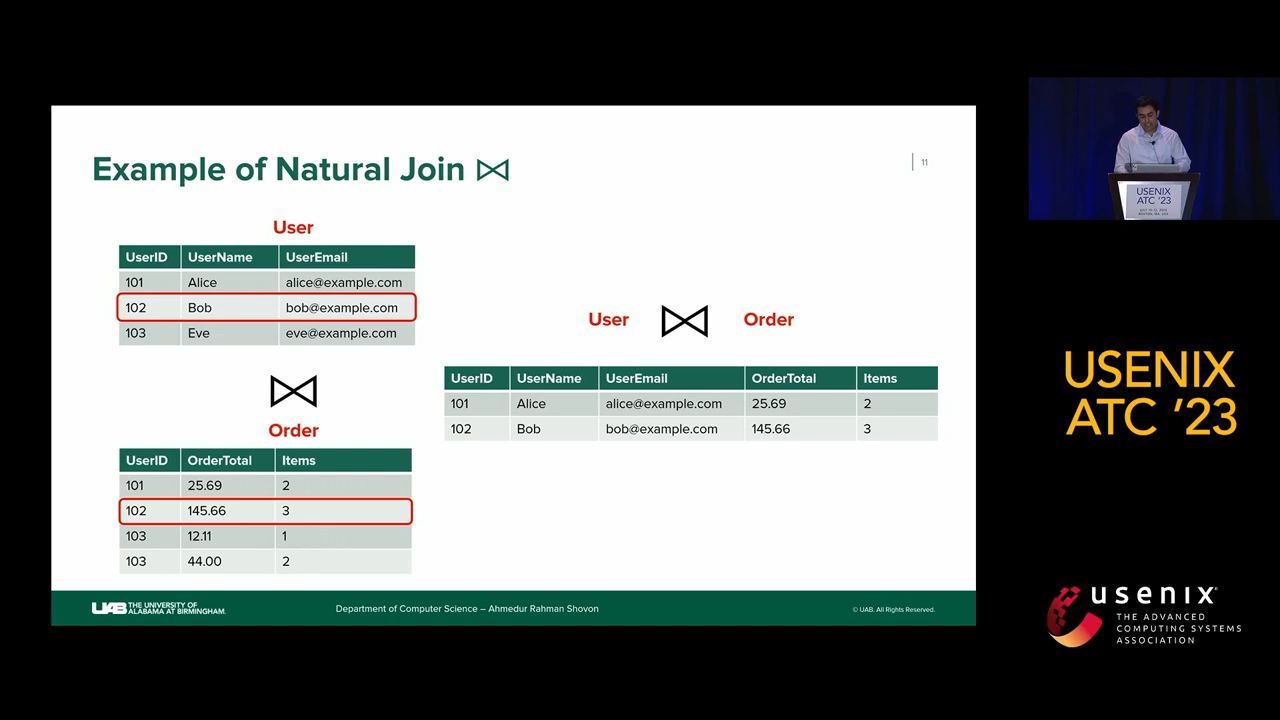 Example of Natural Join ⋈
11
User
UserID UserName UserEmail
101 Alice alice@example.com
102 Bob bob@example.com
103 Eve eve@example.com
⋈
Order
UserID OrderTotal Items
101 25.69 2
102 145.66 3
103 12.11 1
103 44.00 2
User ⋈ Order
UserID UserName UserEmail OrderTotal Items
101 Alice alice@example.com 25.69 2
102 Bob bob@example.com 145.66 3
UAB THE UNIVERSITY OF
ALABAMA AT BIRMINGHAM.
Department of Computer Science – Ahmedur Rahman Shovon
© UAB. All Rights Reserved.
USENIX
ATC '23
USENIX
ATC '23
usenix
THE ADVANCED
COMPUTING SYSTEMS
ASSOCIATION